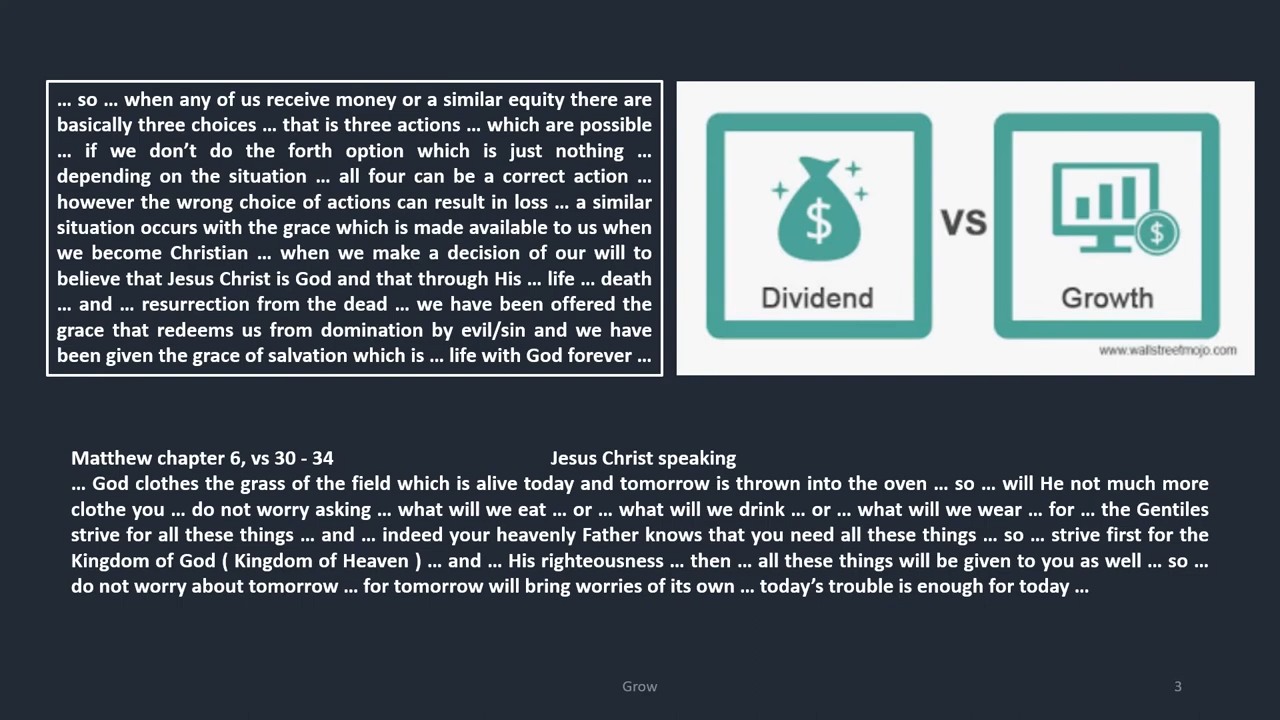 ... so ... when any of us receive money or a similar equity there are
basically three choices ... that is three actions ... which are possible
... if we don’t do the forth option which is just nothing ...
depending on the situation ... all four can be a correct action ...
however the wrong choice of actions can result in loss ... a similar
situation occurs with the grace which is made available to us when
we become Christian ... when we make a decision of our will to
believe that Jesus Christ is God and that through His ... life ... death
... and ... resurrection from the dead ... we have been offered the
grace that redeems us from domination by evil/sin and we have
been given the grace of salvation which is ... life with God forever ...
$
Dividend
VS
$
Growth
www.wallstreetmojo.com
Matthew chapter 6, vs 30 - 34 Jesus Christ speaking
... God clothes the grass of the field which is alive today and tomorrow is thrown into the oven ... so ... will He not much more
clothe you ... do not worry asking ... what will we eat ... or ... what will we drink ... or ... what will we wear ... for ... the Gentiles
strive for all these things ... and ... indeed your heavenly Father knows that you need all these things ... so ... strive first for the
Kingdom of God ( Kingdom of Heaven ) ... and ... His righteousness ... then ... all these things will be given to you as well ... so ...
do not worry about tomorrow ... for tomorrow will bring worries of its own ... today’s trouble is enough for today ...
Grow
3